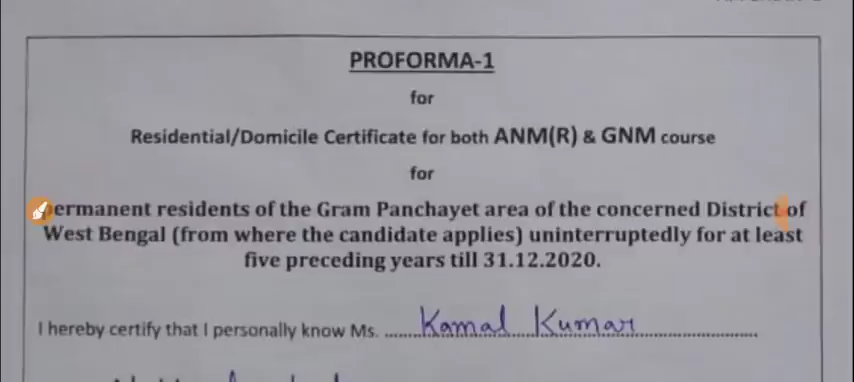 PROFORMA-1
for
Residential/Domicile Certificate for both ANM(R) & GNM course
for
permanent residents of the Gram Panchayet area of the concerned District of
West Bengal (from where the candidate applies) uninterruptedly for at least
five preceding years till 31.12.2020.
I hereby certify that I personally know Ms. ........Kamal Kumar................................